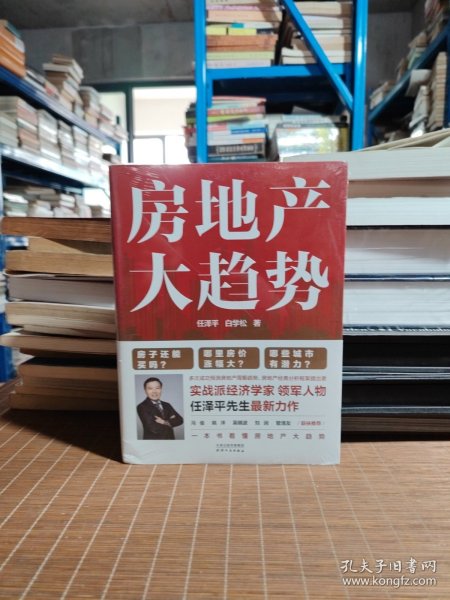 房地产
大趋势
任泽平 白学松 著
房子还能
买吗？
哪里房价
涨幅大？
哪些城市
有潜力？
实战派经济学家 领军人物
任泽平先生最新力作
一本书看懂房地产大趋势
孔夫子旧书网
www.kongfz.com